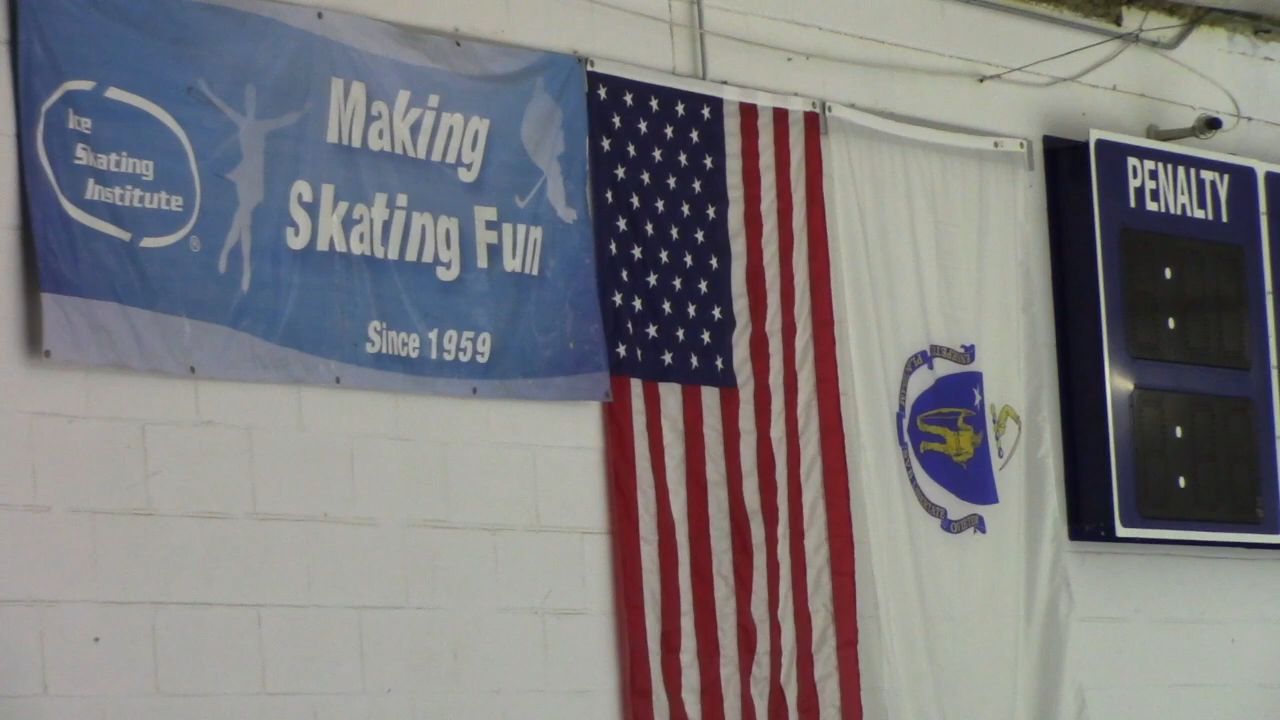 Ice
Skating
Institute
®
Making
Skating Fun
Since 1959
PENALTY